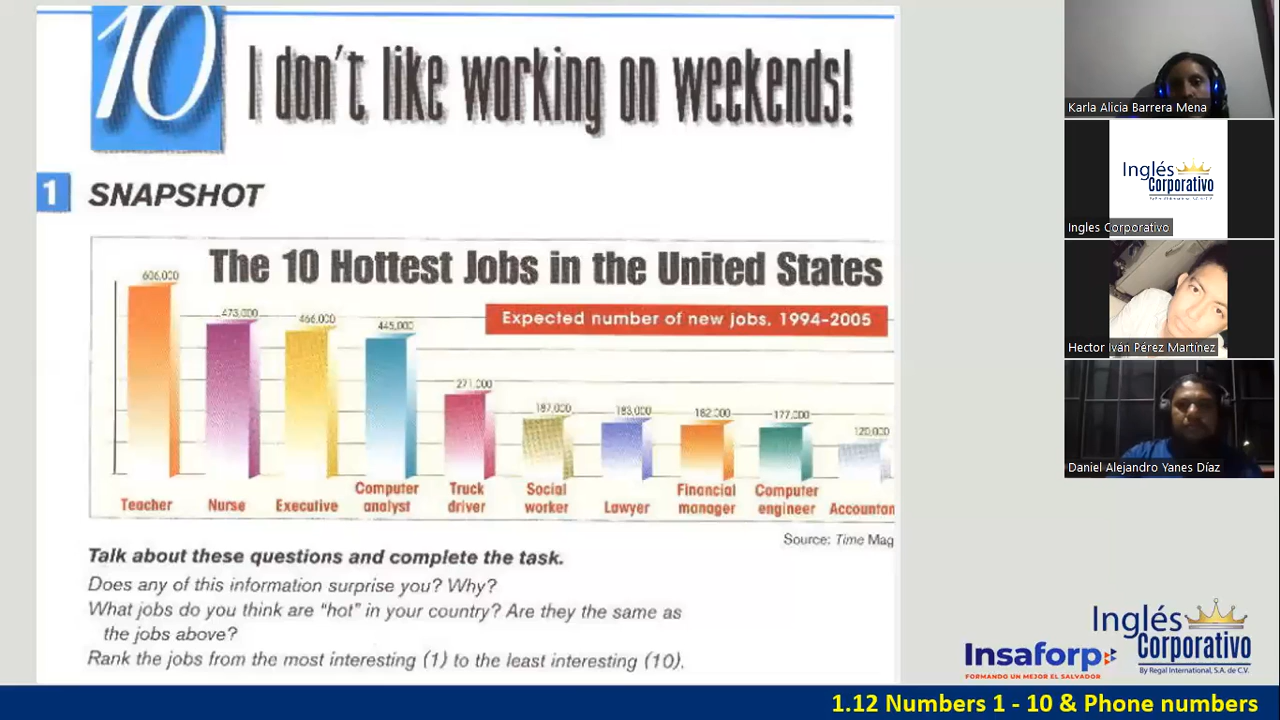 10
I don't like working on weekends!
1 SNAPSHOT
The 10 Hottest Jobs in the United States
Expected number of new jobs, 1994–2005
606,000
473,000
466,000
445,000
271,000
187,000
183,000
182,000
177,000
120,000
Teacher
Nurse
Executive
Computer
analyst
Truck
driver
Social
worker
Lawyer
Financial
manager
Computer
engineer
Accountan
Source: Time Mag
Talk about these questions and complete the task.
Does any of this information surprise you? Why?
What jobs do you think are "hot" in your country? Are they the same as
the jobs above?
Rank the jobs from the most interesting (1) to the least interesting (10).
Karla Alicia Barrera Mena
Inglés
Corporativo
Ingles Corporativo
Hector Iván Pérez Martínez
Daniel Alejandro Yanes Díaz
Insaforp
FORMANDO UN MEJOR EL SALVADOR
Inglés
Corporativo
By Regal International, S.A. de C.V.
1.12 Numbers 1 - 10 & Phone numbers